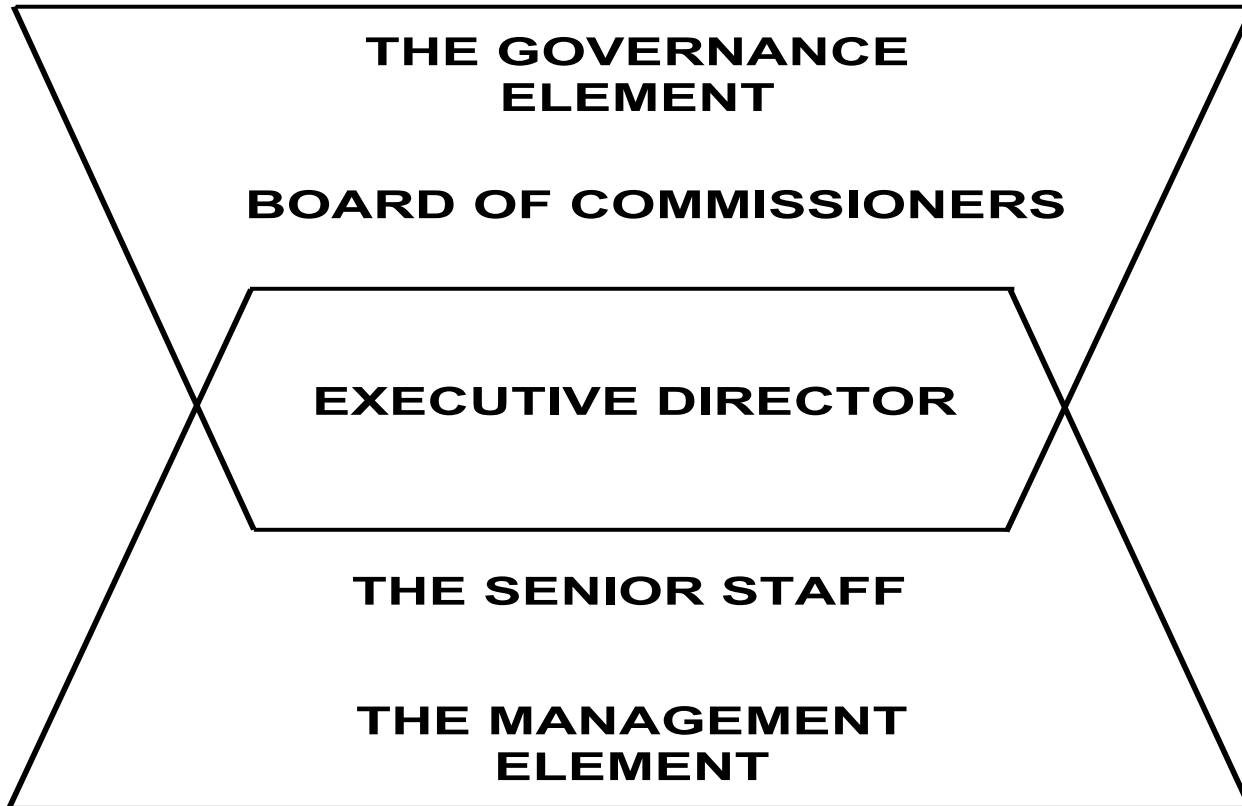 THE GOVERNANCE
ELEMENT
BOARD OF COMMISSIONERS
EXECUTIVE DIRECTOR
THE SENIOR STAFF
THE MANAGEMENT
ELEMENT